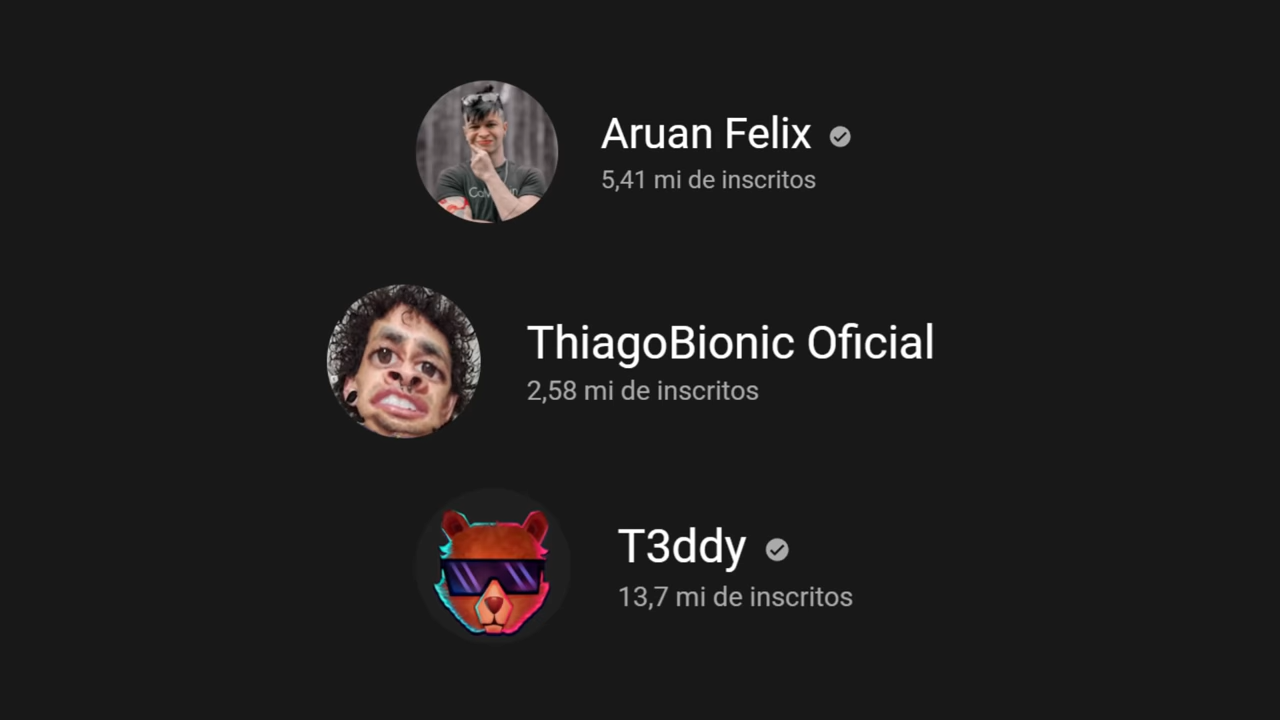 Aruan Felix
5,41 mi de inscritos
ThiagoBionic Oficial
2,58 mi de inscritos
T3ddy
13,7 mi de inscritos